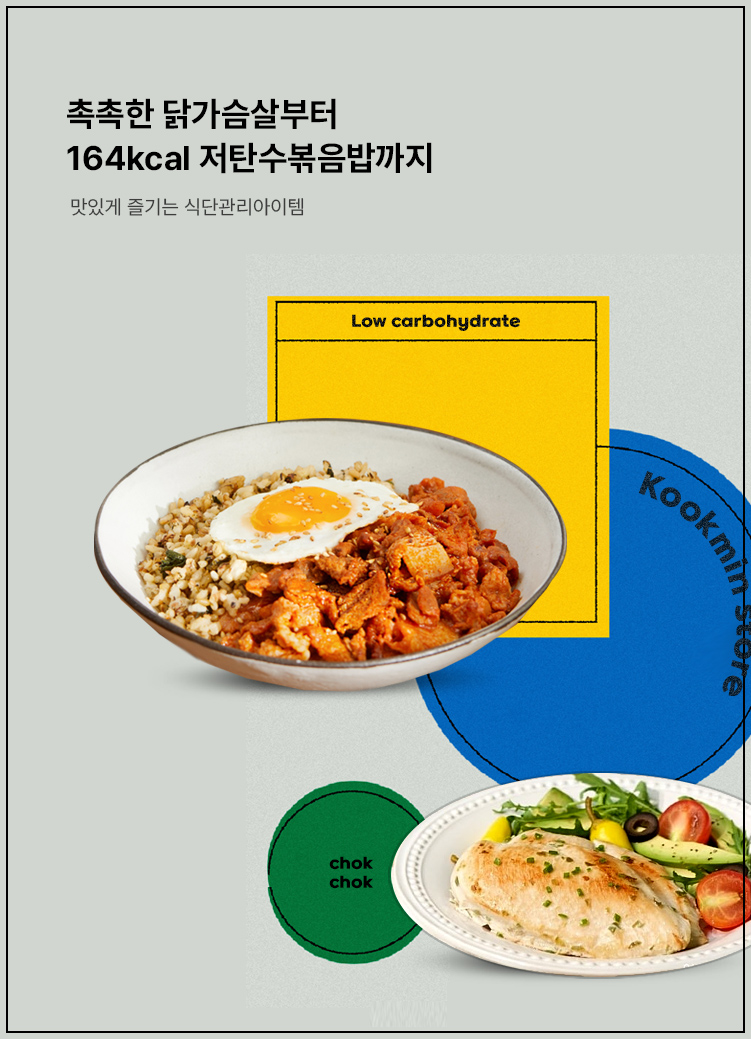 촉촉한 닭가슴살부터
164kcal 저탄수볶음밥까지
맛있게 즐기는 식단관리아이템
Low carbohydrate
Kookmin store
chok
chok